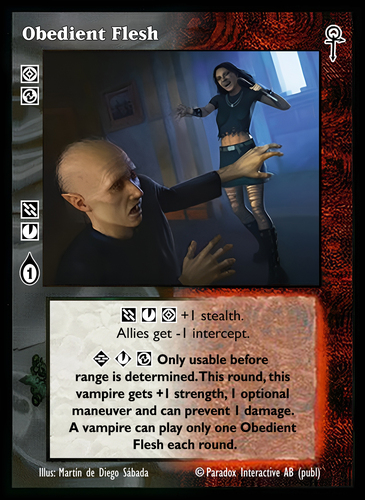 Obedient Flesh
1
+1 stealth.
Allies get -1 intercept.
Only usable before
range is determined. This round, this
vampire gets +1 strength, 1 optional
maneuver and can prevent 1 damage.
A vampire can play only one Obedient
Flesh each round.
Illus: Martín de Diego Sábada
© Paradox Interactive AB (publ)